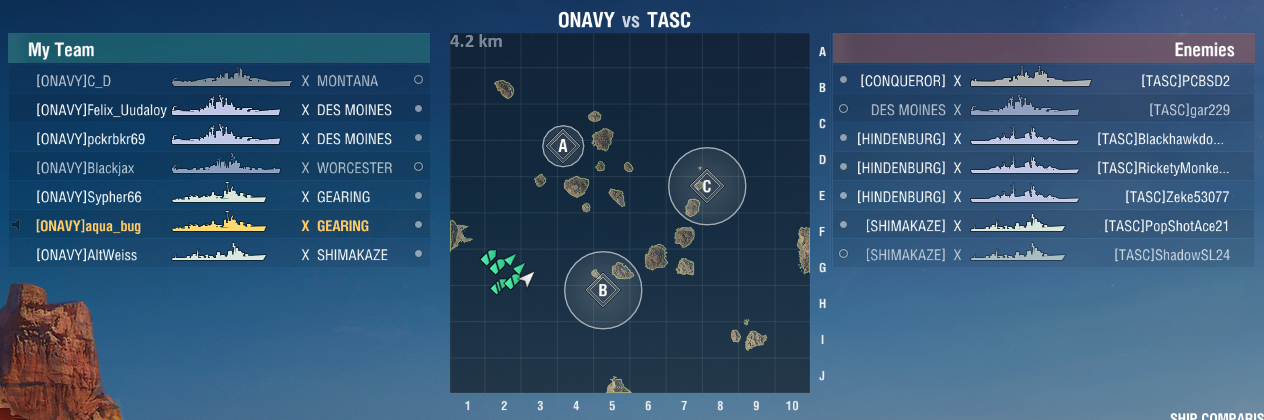 ONAVY vs TASC
My Team
[ONAVY]C_D X MONTANA
[ONAVY]Felix_Uudaloy X DES MOINES
[ONAVY]pckrbkr69 X DES MOINES
[ONAVY]Blackjax X WORCESTER
[ONAVY]Sypher66 X GEARING
[ONAVY]aqua_bug X GEARING
[ONAVY]AltWeiss X SHIMAKAZE
4.2 km
A
B
C
D
E
F
G
H
I
J
A
C
B
1 2 3 4 5 6 7 8 9 10
Enemies
[CONQUEROR] X [TASC]PCBSD2
DES MOINES X [TASC]gar229
[HINDENBURG] X [TASC]Blackhawkdo...
[HINDENBURG] X [TASC]RicketyMonke...
[HINDENBURG] X [TASC]Zeke53077
[SHIMAKAZE] X [TASC]PopShotAce21
[SHIMAKAZE] X [TASC]ShadowSL24
SHIP COMPARIS